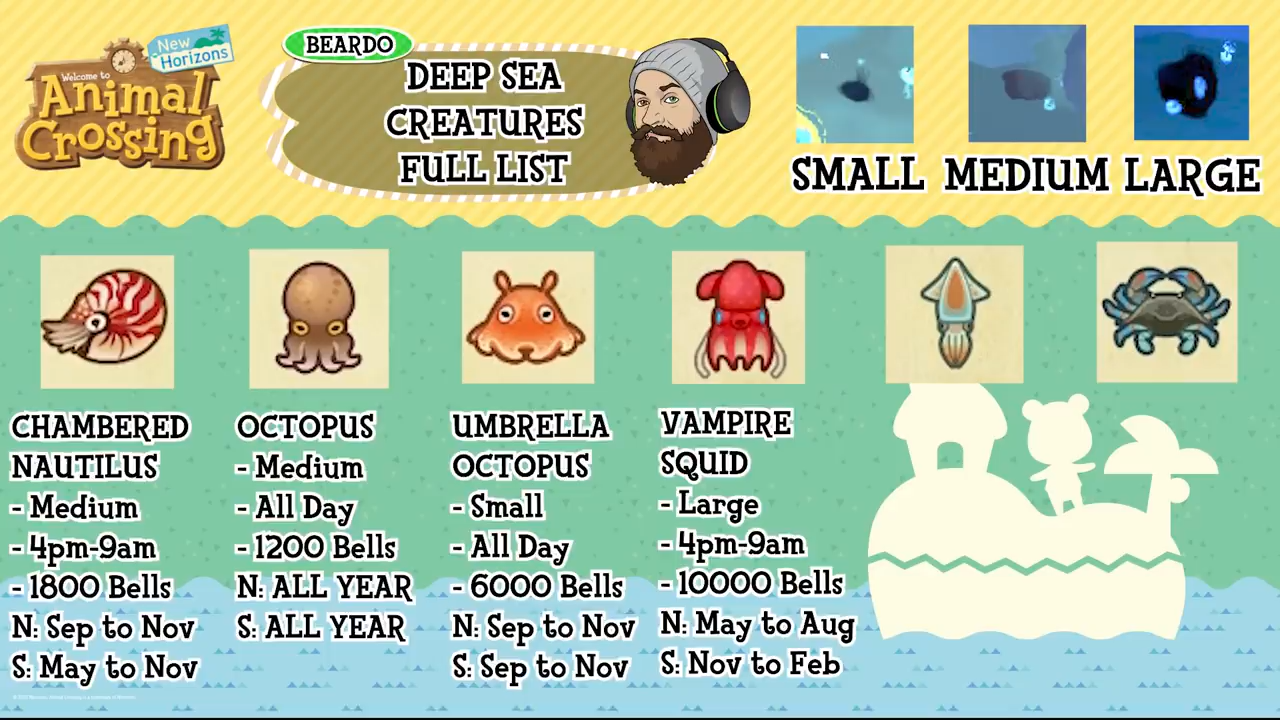 New
Horizons
Welcome to
Animal
Crossing
BEARDO
DEEP SEA
CREATURES
FULL LIST
SMALL MEDIUM LARGE
CHAMBERED
NAUTILUS
- Medium
- 4pm-9am
- 1800 Bells
N: Sep to Nov
S: May to Nov
OCTOPUS
- Medium
- All Day
- 1200 Bells
N: ALL YEAR
S: ALL YEAR
UMBRELLA
OCTOPUS
- Small
- All Day
- 6000 Bells
N: Sep to Nov
S: Sep to Nov
VAMPIRE
SQUID
- Large
- 4pm-9am
- 10000 Bells
N: May to Aug
S: Nov to Feb